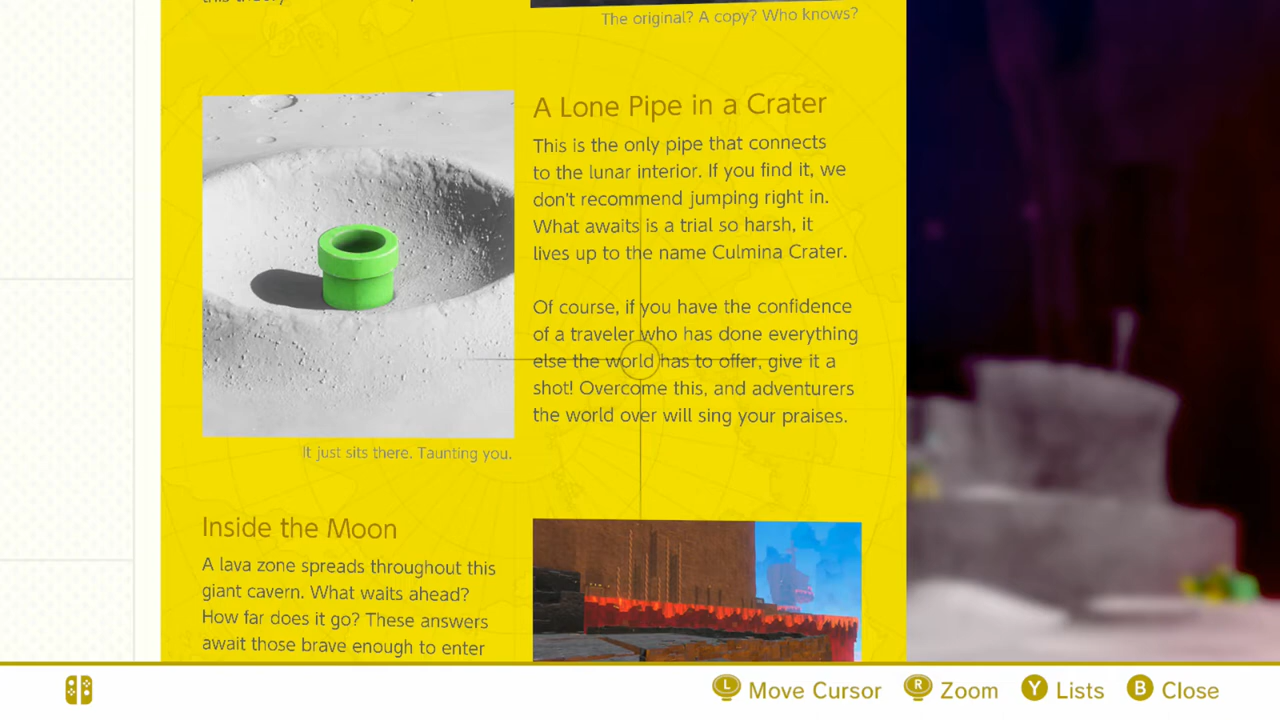 The original? A copy? Who knows?
A Lone Pipe in a Crater
This is the only pipe that connects
to the lunar interior. If you find it, we
don't recommend jumping right in.
What awaits is a trial so harsh, it
lives up to the name Culmina Crater.
Of course, if you have the confidence
of a traveler who has done everything
else the world has to offer, give it a
shot! Overcome this, and adventurers
the world over will sing your praises.
It just sits there. Taunting you.
Inside the Moon
A lava zone spreads throughout this
giant cavern. What waits ahead?
How far does it go? These answers
await those brave enough to enter
L Move Cursor R Zoom Y Lists B Close